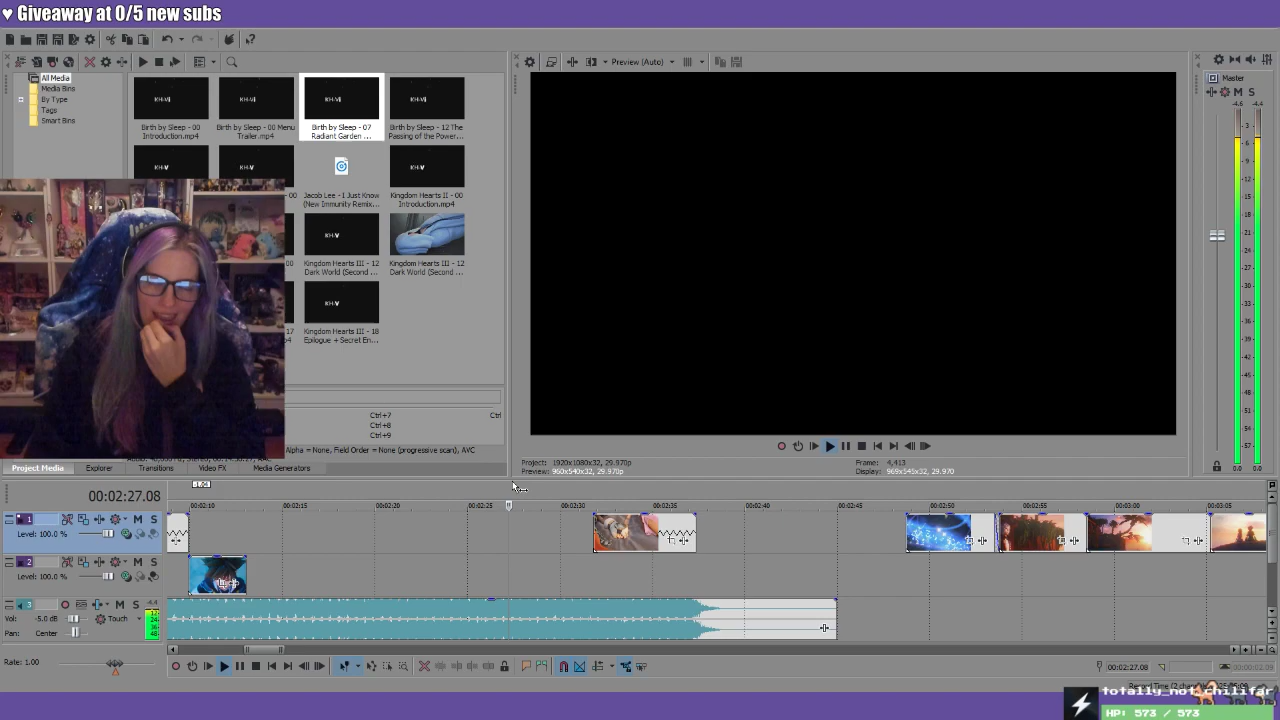 ♥ Giveaway at 0/5 new subs
Preview (Auto)
Master
All Media
Media Bins
By Type
Tags
Smart Bins
Birth by Sleep - 00 Introduction.mp4
Birth by Sleep - 00 Menu Trailer.mp4
Birth by Sleep - 07 Radiant Garden ...
Birth by Sleep - 12 The Passing of the Power...
Jacob Lee - I Just Know (New Immunity Remix...
Kingdom Hearts II - 00 Introduction.mp4
Kingdom Hearts III - 12 Dark World (Second ...
Kingdom Hearts III - 12 Dark World (Second ...
Kingdom Hearts III - 18 Epilogue + Secret En...
Ctrl+7
Ctrl
Ctrl+8
Ctrl+9
Alpha = None, Field Order = None (progressive scan), AVC
Project Media
Explorer
Transitions
Video FX
Media Generators
Project: 1920x1080x32, 29.970p
Preview: 960x540x32, 29.970p
Frame: 4,413
Display: 969x545x32, 29.970
00:02:27.08
00:02:10
00:02:15
00:02:20
00:02:25
00:02:30
00:02:35
00:02:40
00:02:45
00:02:50
00:02:55
00:03:00
00:03:05
1
M S
Level: 100.0 %
2
M S
Level: 100.0 %
3
M S
Vol: -5.0 dB
Touch
Pan: Center
Rate: 1.00
00:02:27.08
totally_not_chilifar
HP: 573 / 573